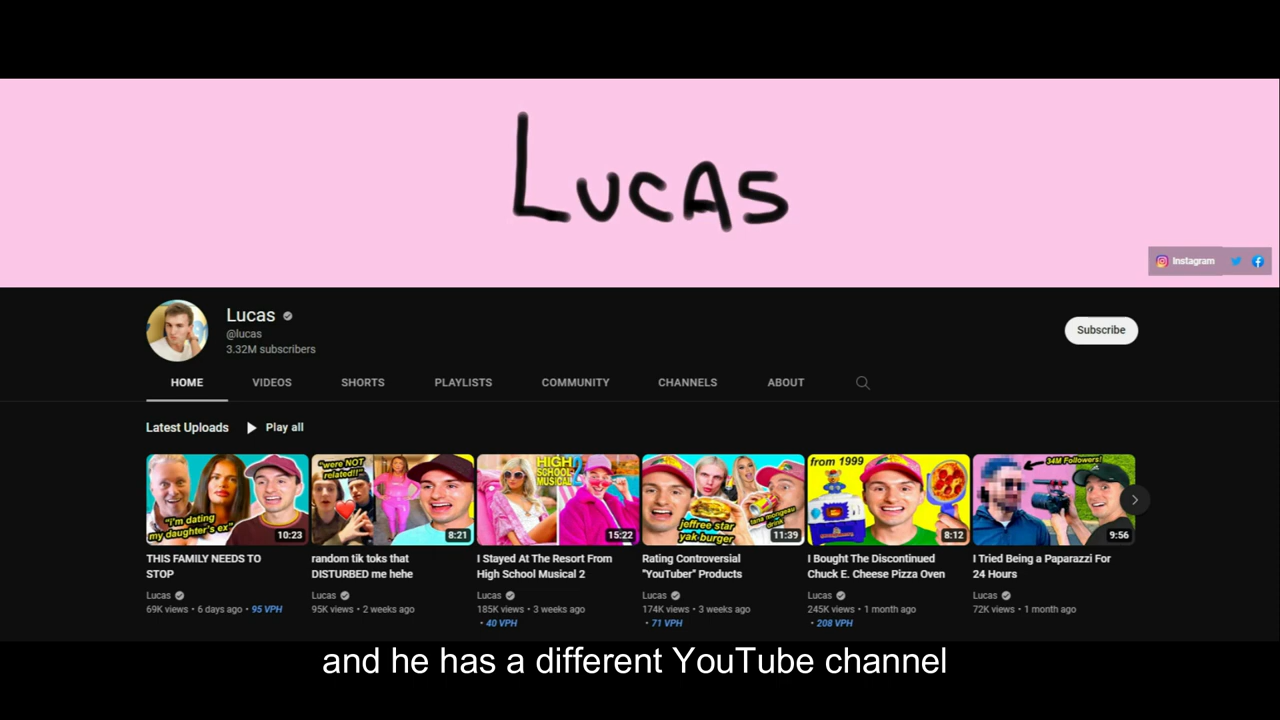 LUCAS
Instagram
Lucas
@lucas
3.32M subscribers
Subscribe
HOME
VIDEOS
SHORTS
PLAYLISTS
COMMUNITY
CHANNELS
ABOUT
Latest Uploads
Play all
"i'm dating
my daughter's ex"
10:23
THIS FAMILY NEEDS TO
STOP
Lucas
69K views • 6 days ago • 95 VPH
"were NOT
related!!"
8:21
random tik toks that
DISTURBED me hehe
Lucas
95K views • 2 weeks ago
HIGH
SCHOOL
MUSICAL
15:22
I Stayed At The Resort From
High School Musical 2
Lucas
185K views • 3 weeks ago
• 40 VPH
jeffree star
yak burger
tana mongeau
drink
11:39
Rating Controversial
"YouTuber" Products
Lucas
174K views • 3 weeks ago
• 71 VPH
from 1999
8:12
I Bought The Discontinued
Chuck E. Cheese Pizza Oven
Lucas
245K views • 1 month ago
• 208 VPH
34M Followers!
9:56
I Tried Being a Paparazzi For
24 Hours
Lucas
72K views • 1 month ago
and he has a different YouTube channel